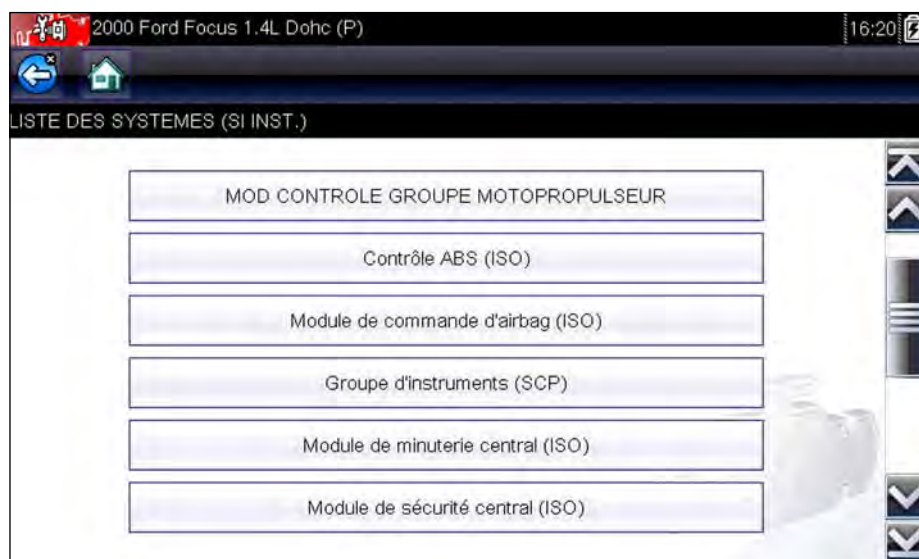 2000 Ford Focus 1.4L Dohc (P) 16:20
LISTE DES SYSTEMES (SI INST.)
MOD CONTROLE GROUPE MOTOPROPULSEUR
Contrôle ABS (ISO)
Module de commande d'airbag (ISO)
Groupe d'instruments (SCP)
Module de minuterie central (ISO)
Module de sécurité central (ISO)